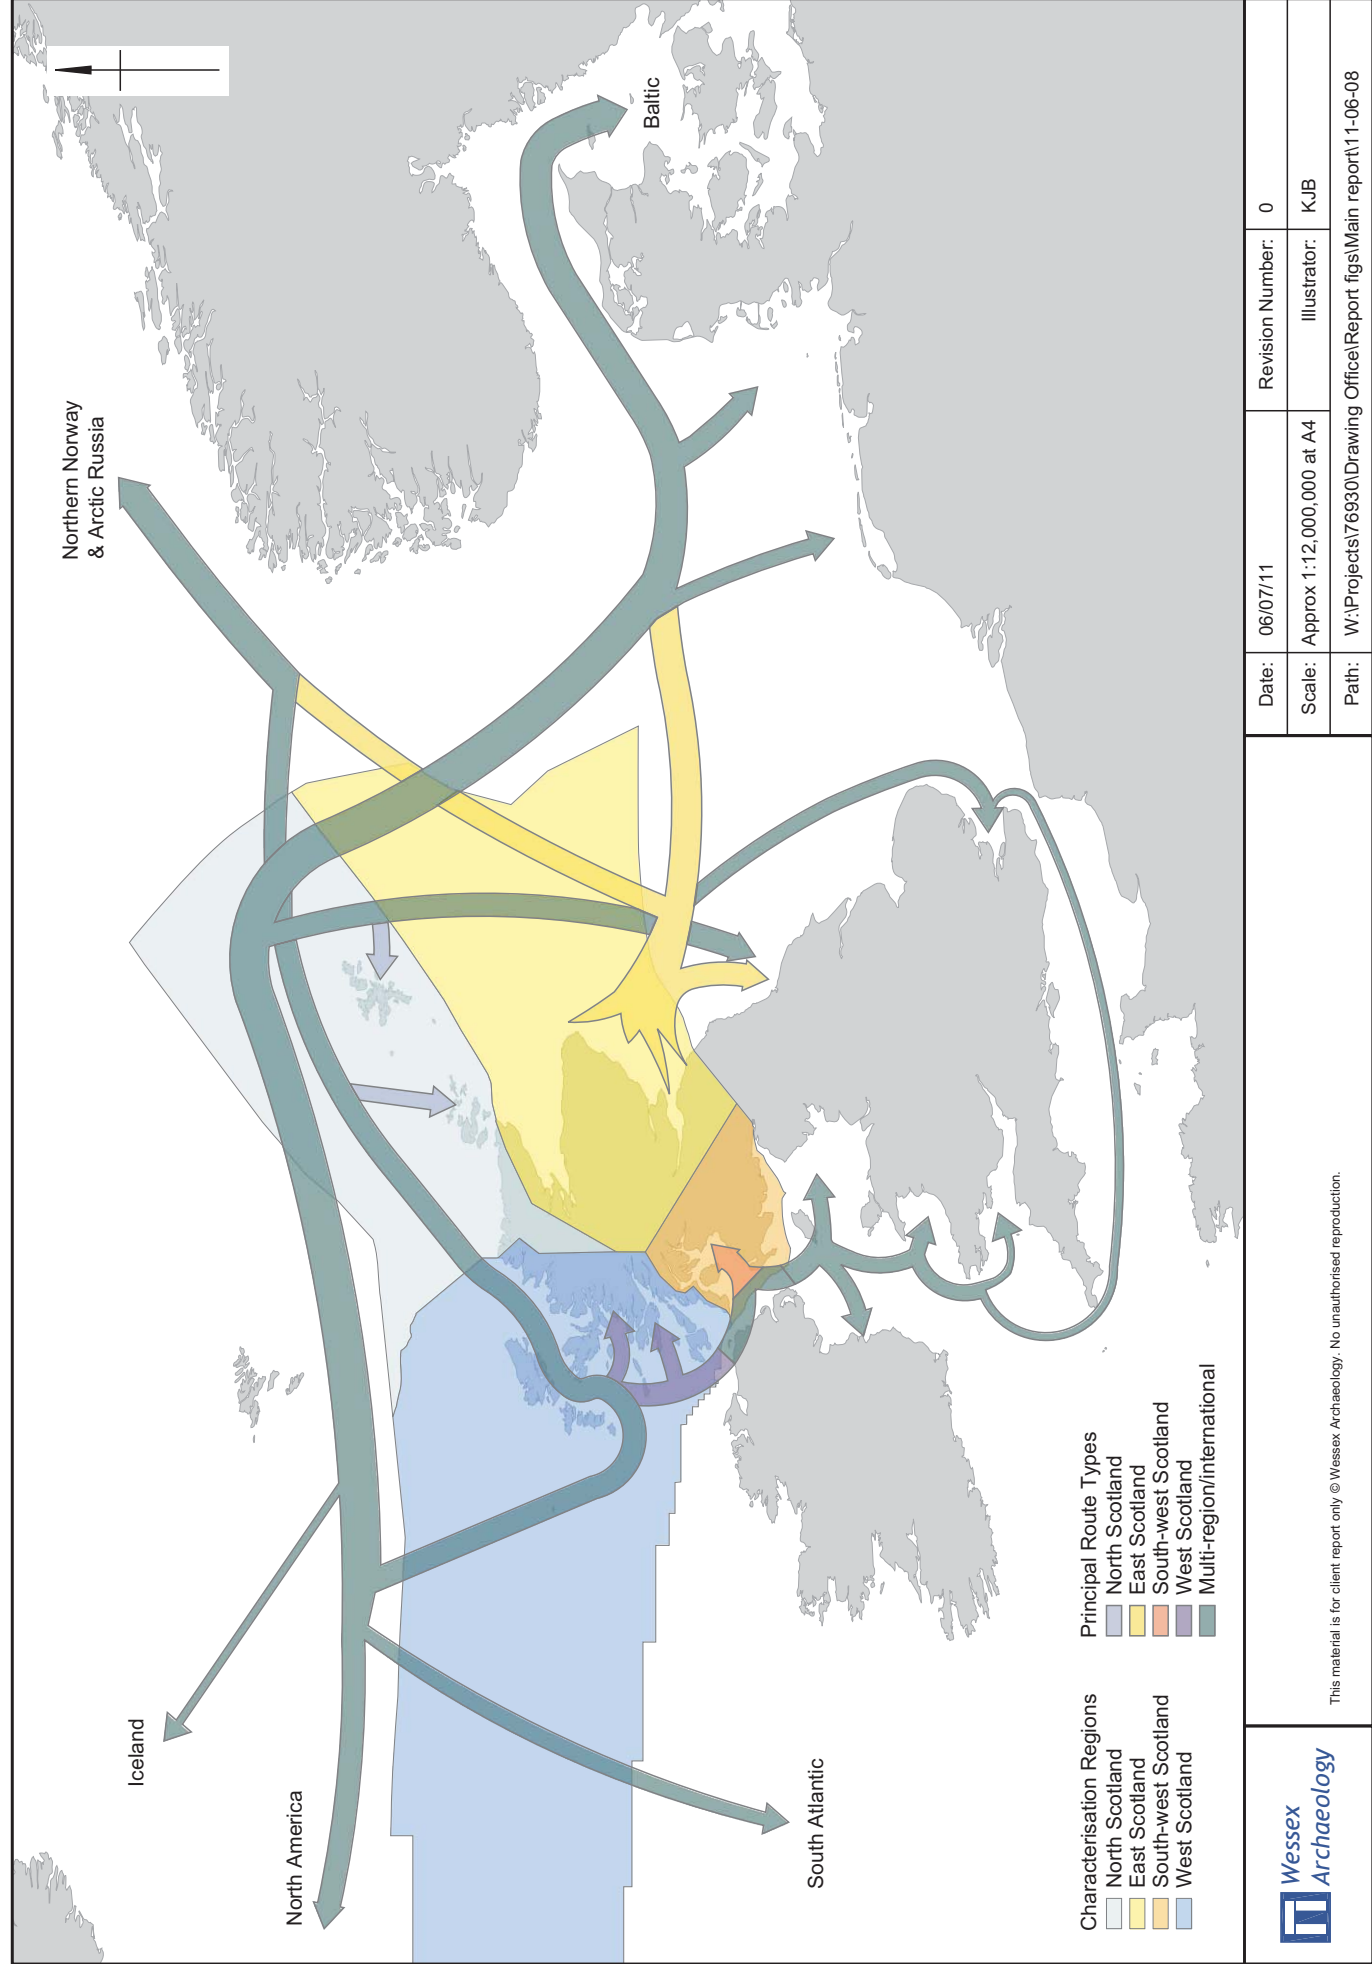 Iceland
North America
South Atlantic
Northern Norway
& Arctic Russia
Baltic
Characterisation Regions
North Scotland
East Scotland
South-west Scotland
West Scotland
Principal Route Types
North Scotland
East Scotland
South-west Scotland
West Scotland
Multi-region/international
Wessex
Archaeology
This material is for client report only © Wessex Archaeology. No unauthorised reproduction.
Date: 06/07/11 Revision Number: 0
Scale: Approx 1:12,000,000 at A4 Illustrator: KJB
Path: W:\Projects\76930\Drawing Office\Report figs\Main report\11-06-08